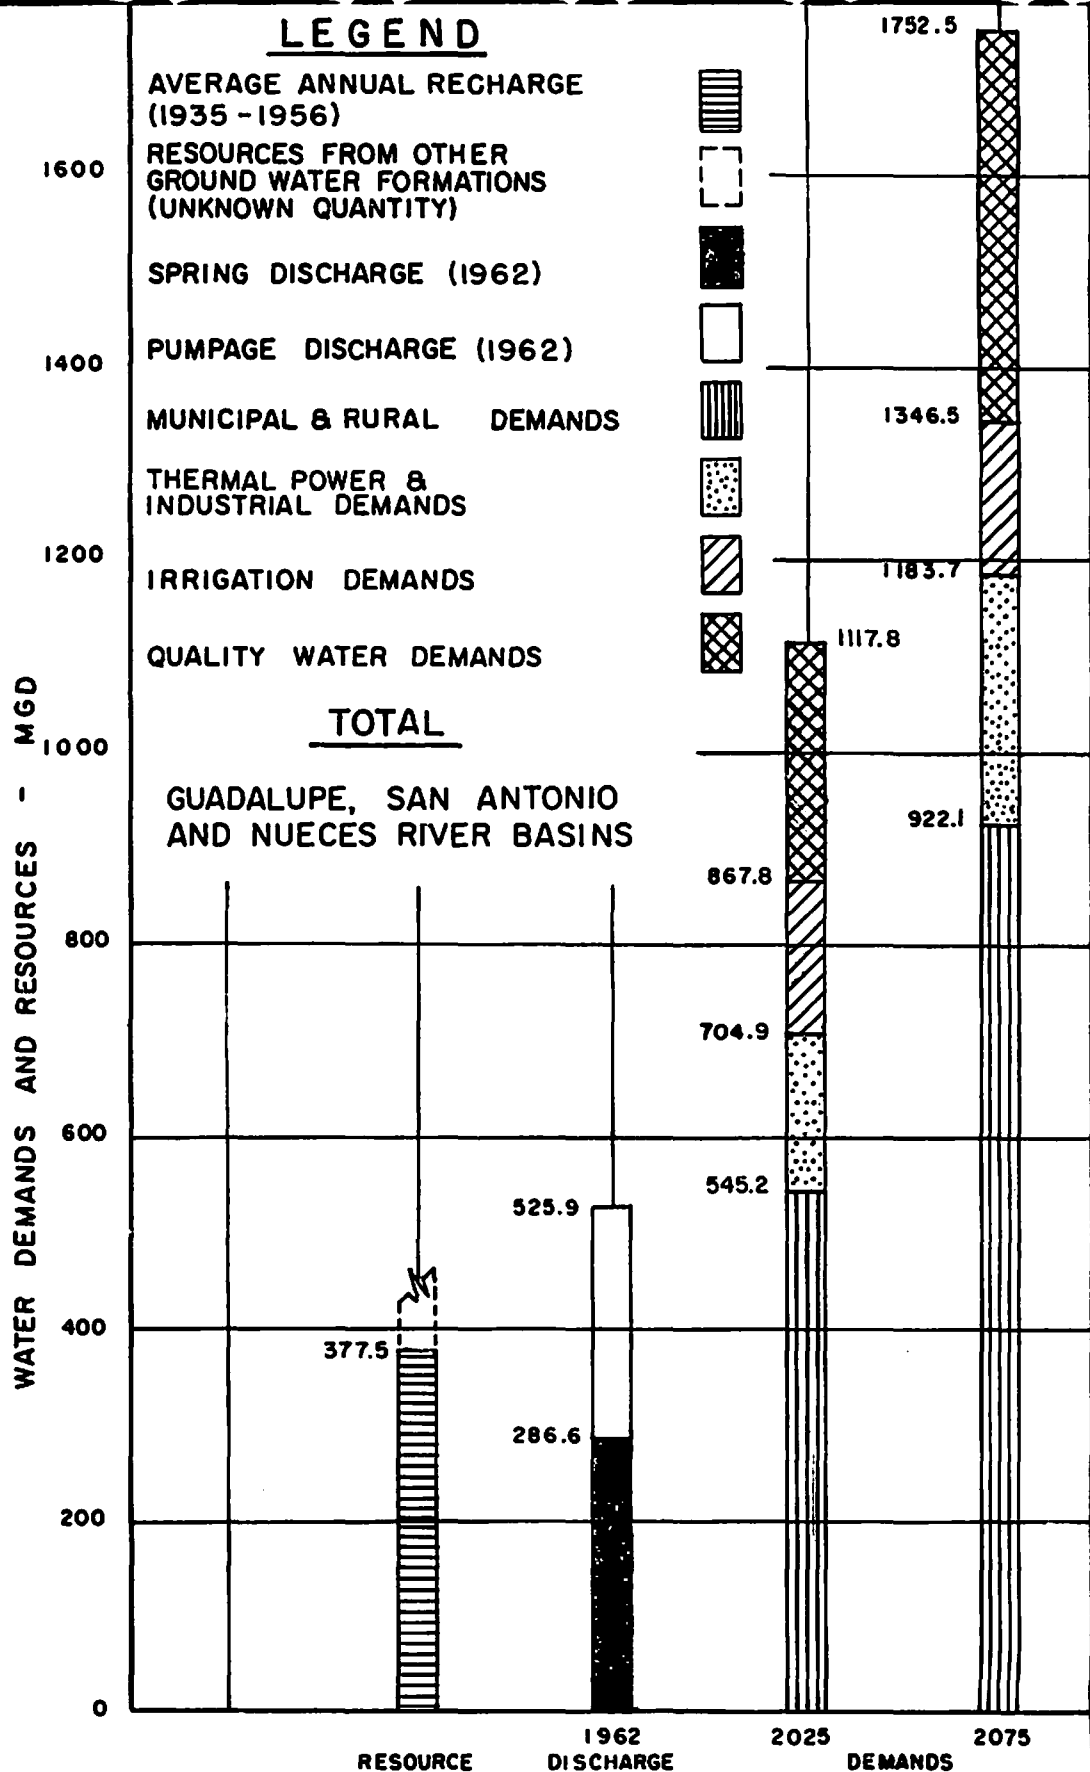 LEGEND
AVERAGE ANNUAL RECHARGE
(1935-1956)
RESOURCES FROM OTHER
GROUND WATER FORMATIONS
(UNKNOWN QUANTITY)
SPRING DISCHARGE (1962)
PUMPAGE DISCHARGE (1962)
MUNICIPAL & RURAL DEMANDS
THERMAL POWER &
INDUSTRIAL DEMANDS
IRRIGATION DEMANDS
QUALITY WATER DEMANDS
TOTAL
GUADALUPE, SAN ANTONIO
AND NUECES RIVER BASINS
WATER DEMANDS AND RESOURCES - MGD
1600
1400
1200
1000
800
600
400
200
0
377.5
525.9
286.6
1117.8
867.8
704.9
545.2
1752.5
1346.5
1183.7
922.1
1962 2025 2075
RESOURCE DISCHARGE DEMANDS